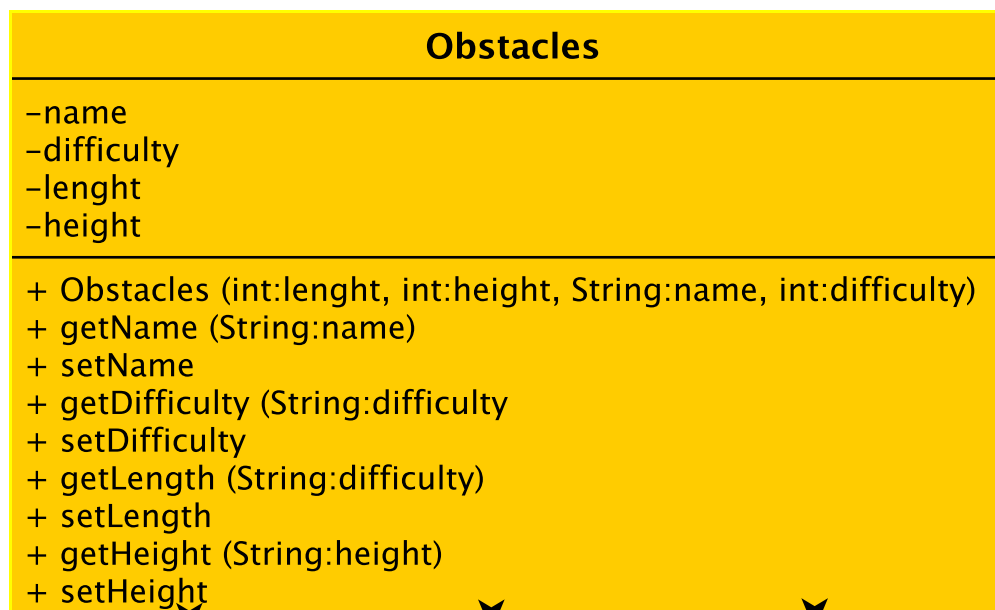 Obstacles
-name
-difficulty
-lenght
-height
+ Obstacles (int:lenght, int:height, String:name, int:difficulty)
+ getName (String:name)
+ setName
+ getDifficulty (String:difficulty
+ setDifficulty
+ getLength (String:difficulty)
+ setLength
+ getHeight (String:height)
+ setHeight